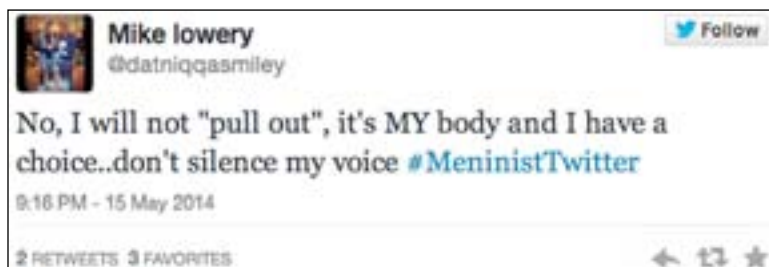 Mike lowery
Follow
@datniqqasmiley
No, I will not "pull out", it's MY body and I have a
choice..don't silence my voice #MeninistTwitter
9:16 PM - 15 May 2014
2 RETWEETS 3 FAVORITES